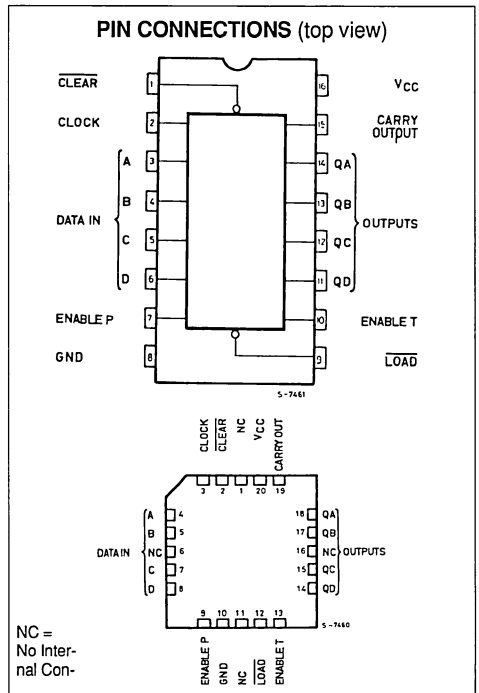 PIN CONNECTIONS (top view)
CLEAR 1 16 VCC
CLOCK 2 15 CARRY OUTPUT
DATA IN
A 3 14 QA
B 4 13 QB
C 5 12 QC
D 6 11 QD
OUTPUTS
ENABLE P 7 10 ENABLE T
GND 8 9 LOAD
S-7461
CLOCK CLEAR NC VCC CARRY OUT
3 2 1 20 19
DATA IN
A 4 18 QA
B 5 17 QB
NC 6 16 NC
C 7 15 QC
D 8 14 QD
OUTPUTS
9 10 11 12 13
S-7460
ENABLE P GND NC LOAD ENABLE T
NC =
No Inter-
nal Con-